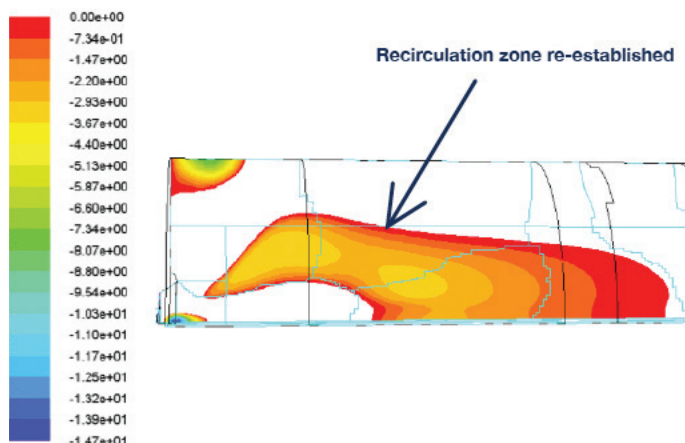 0.00e+00
-7.34e-01
-1.47e+00
-2.20e+00
-2.93e+00
-3.67e+00
-4.40e+00
-5.13e+00
-5.87e+00
-6.60e+00
-7.34e+00
-8.07e+00
-8.80e+00
-9.54e+00
-1.03e+01
-1.10e+01
-1.17e+01
-1.25e+01
-1.32e+01
-1.39e+01
-1.47e+01
Recirculation zone re-established